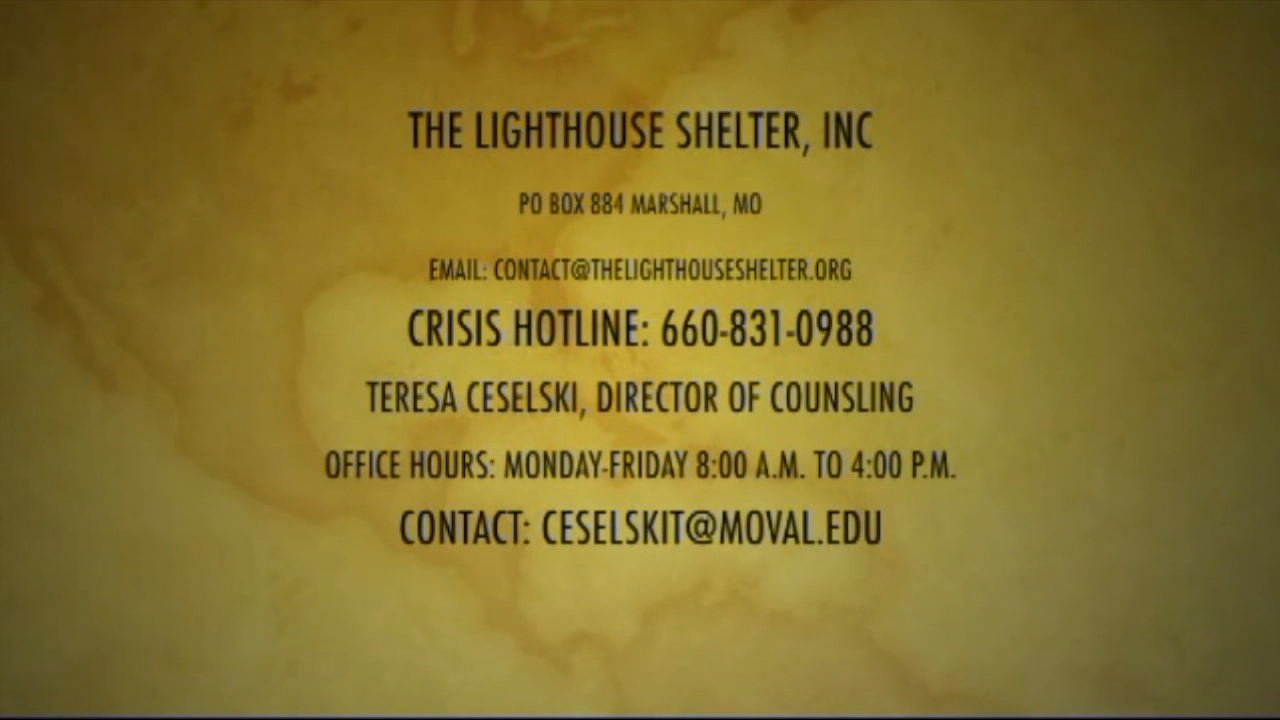 THE LIGHTHOUSE SHELTER, INC
PO BOX 884 MARSHALL, MO
EMAIL: CONTACT@THELIGHTHOUSESHELTER.ORG
CRISIS HOTLINE: 660-831-0988
TERESA CESELSKI, DIRECTOR OF COUNSLING
OFFICE HOURS: MONDAY-FRIDAY 8:00 A.M. TO 4:00 P.M.
CONTACT: CESELSKIT@MOVAL.EDU